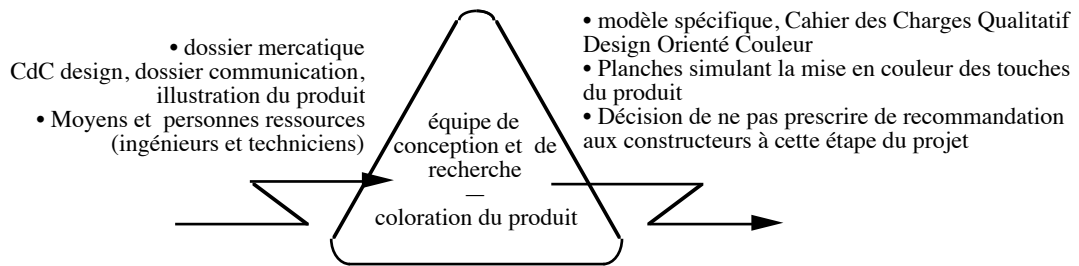 • dossier mercatique
CdC design, dossier communication,
illustration du produit
• Moyens et personnes ressources
(ingénieurs et techniciens)
équipe de
conception et de
recherche
—
coloration du produit
• modèle spécifique, Cahier des Charges Qualitatif
Design Orienté Couleur
• Planches simulant la mise en couleur des touches
du produit
• Décision de ne pas prescrire de recommandation
aux constructeurs à cette étape du projet